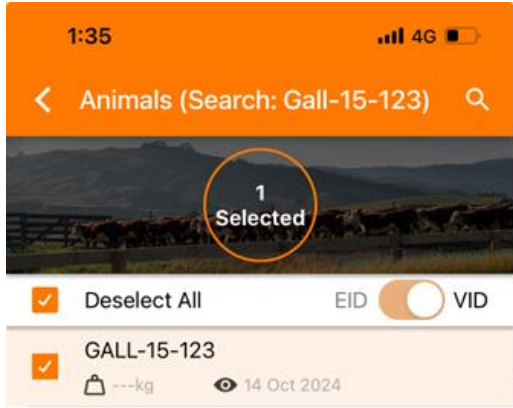 1:35 4G
Animals (Search: Gall-15-123)
1
Selected
Deselect All EID VID
GALL-15-123
---kg 14 Oct 2024